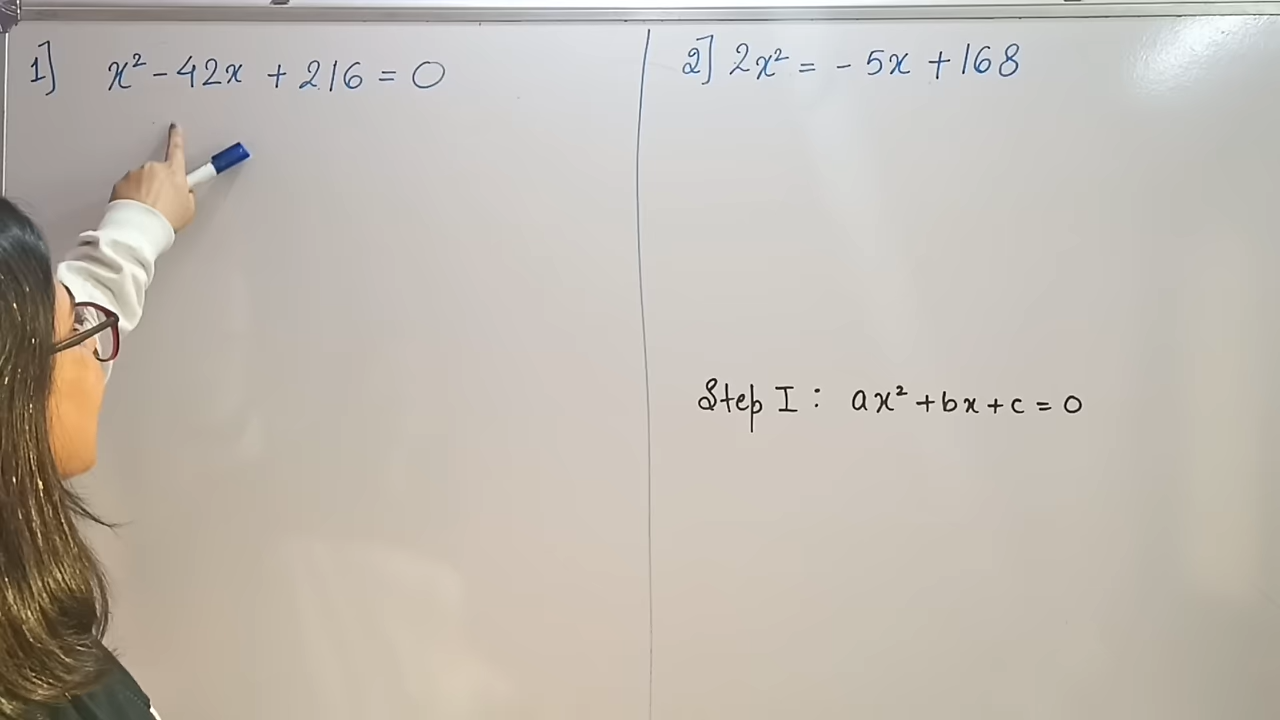 1] x² - 42x + 216 = 0
2] 2x² = - 5x + 168
Step I : ax² + bx + c = 0